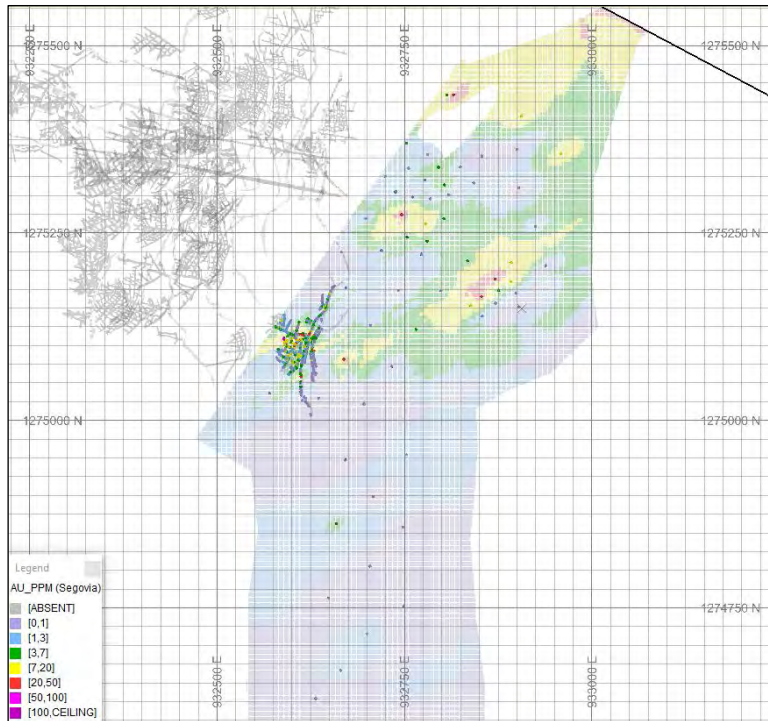 932250 E
932500 E
932750 E
933000 E
1275500 N
1275500 N
1275250 N
1275250 N
1275000 N
1275000 N
1274750 N
932500 E
932750 E
933000 E
Legend
AU_PPM (Segovia)
[ABSENT]
[0,1]
[1,3]
[3,7]
[7,20]
[20,50]
[50,100]
[100,CEILING]